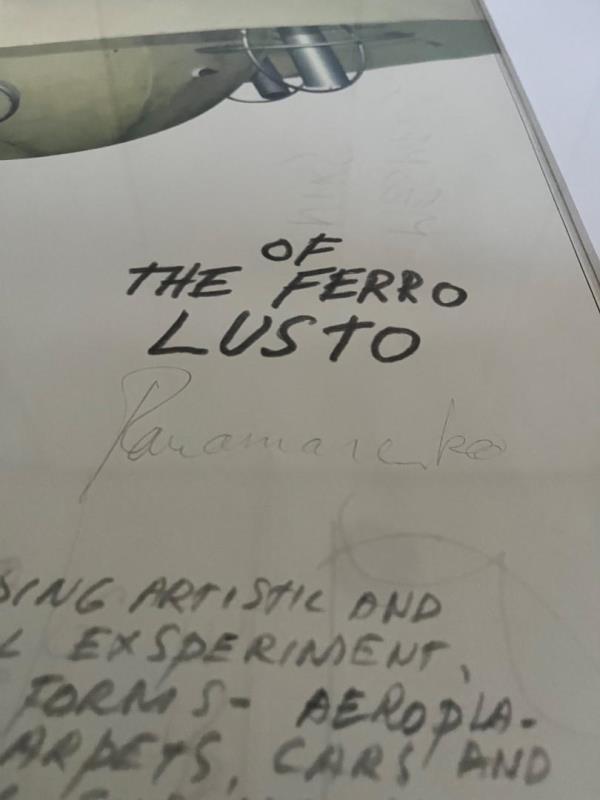 OF
THE FERRO
LUSTO
Panamarenko
SING ARTISTIC AND
L EXSPERIMENT,
FORMS- AEROPLA-
ARPETS, CARS AND